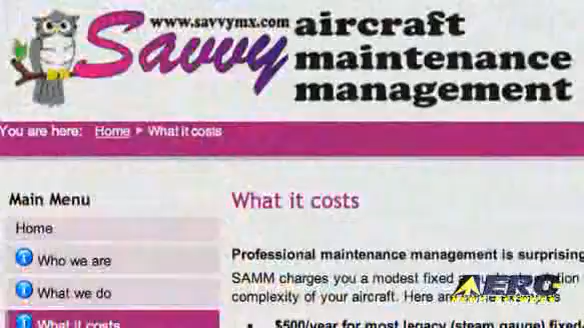 www.savvymx.com
Savvy
aircraft
maintenance
management
You are here: Home What it costs
Main Menu
Home
Who we are
What we do
What it costs
What it costs
Professional maintenance management is surprising
SAMM charges you a modest fixed
complexity of your aircraft. Here
$500/year for most legacy (steam gauge) fixed
AERO